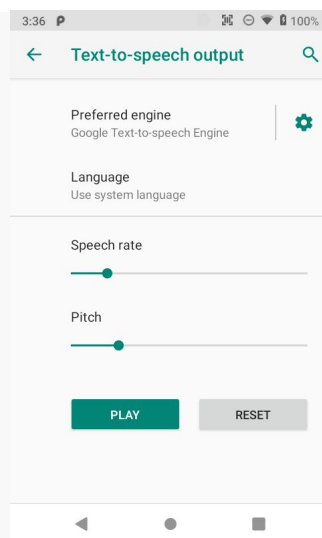 3:36 P 100%
Text-to-speech output
Preferred engine
Google Text-to-speech Engine
Language
Use system language
Speech rate
Pitch
PLAY RESET